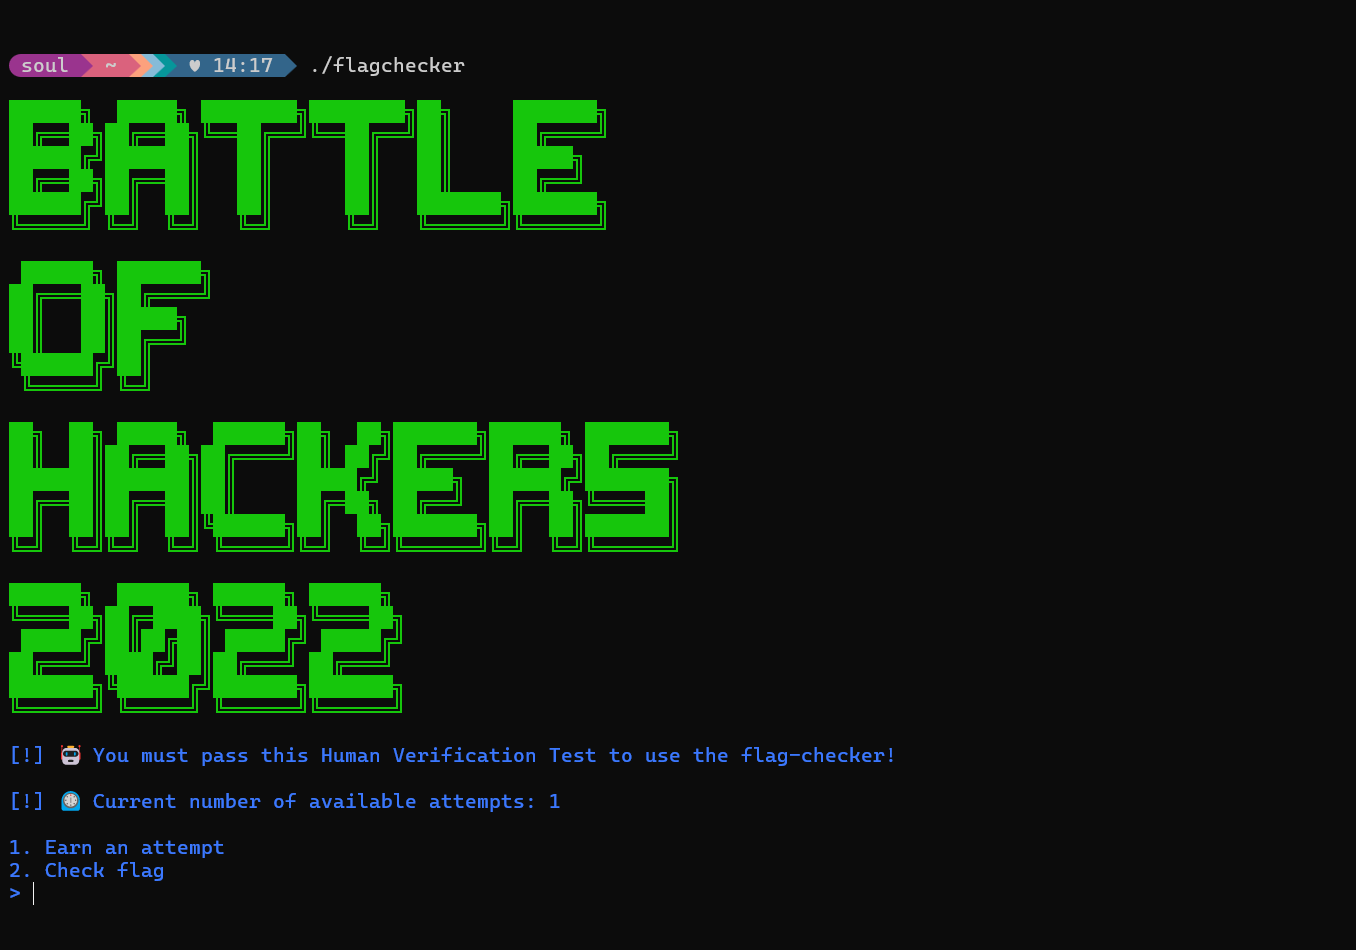 soul ~ ♥ 14:17 ./flagchecker
BATTLE
OF
HACKERS
2022
[!] 🤖 You must pass this Human Verification Test to use the flag-checker!
[!] ⏲ Current number of available attempts: 1
1. Earn an attempt
2. Check flag
>